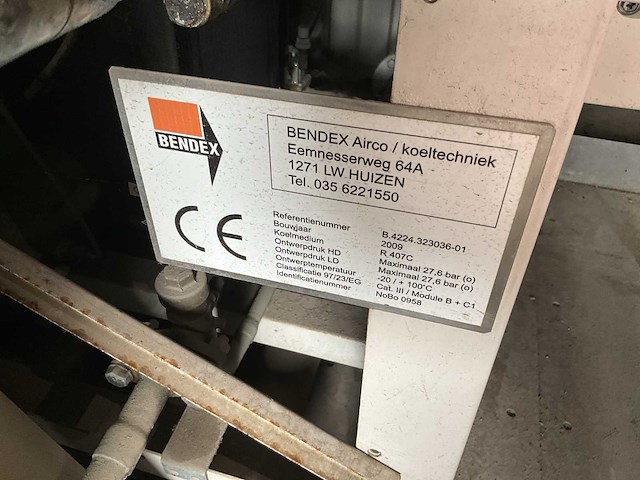 BENDEX
BENDEX Airco / koeltechniek
Eemnesserweg 64A
1271 LW HUIZEN
Tel. 035 6221550
CE
Referentienummer B.4224.323036-01
Bouwjaar 2009
Koelmedium R.407C
Ontwerpdruk HD Maximaal 27,6 bar (o)
Ontwerpdruk LD Maximaal 27,6 bar (o)
Ontwerptemperatuur -20 / + 100°C
Classificatie 97/23/EG Cat. III / Module B + C1
Identificatienummer NoBo 0958